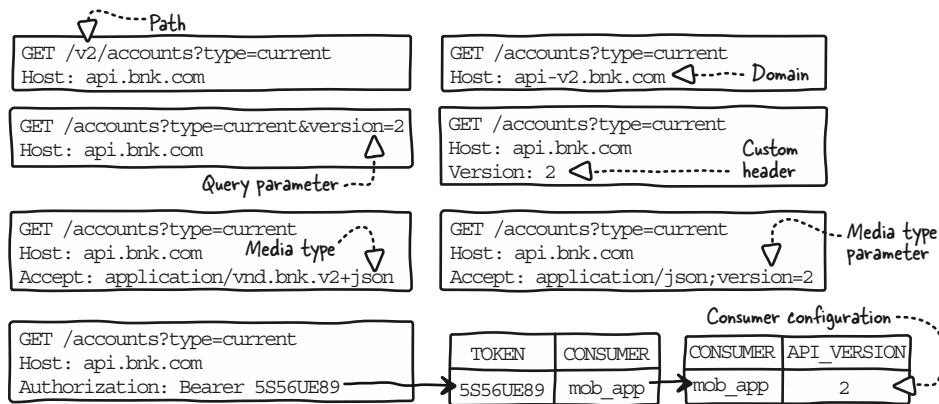 Path
GET /v2/accounts?type=current
Host: api.bnk.com
GET /accounts?type=current
Host: api-v2.bnk.com
Domain
GET /accounts?type=current&version=2
Host: api.bnk.com
Query parameter
GET /accounts?type=current
Host: api.bnk.com
Version: 2
Custom
header
GET /accounts?type=current
Host: api.bnk.com
Accept: application/vnd.bnk.v2+json
Media type
GET /accounts?type=current
Host: api.bnk.com
Accept: application/json;version=2
Media type
parameter
GET /accounts?type=current
Host: api.bnk.com
Authorization: Bearer 5S56UE89
TOKEN CONSUMER
5S56UE89 mob_app
Consumer configuration
CONSUMER API_VERSION
mob_app 2